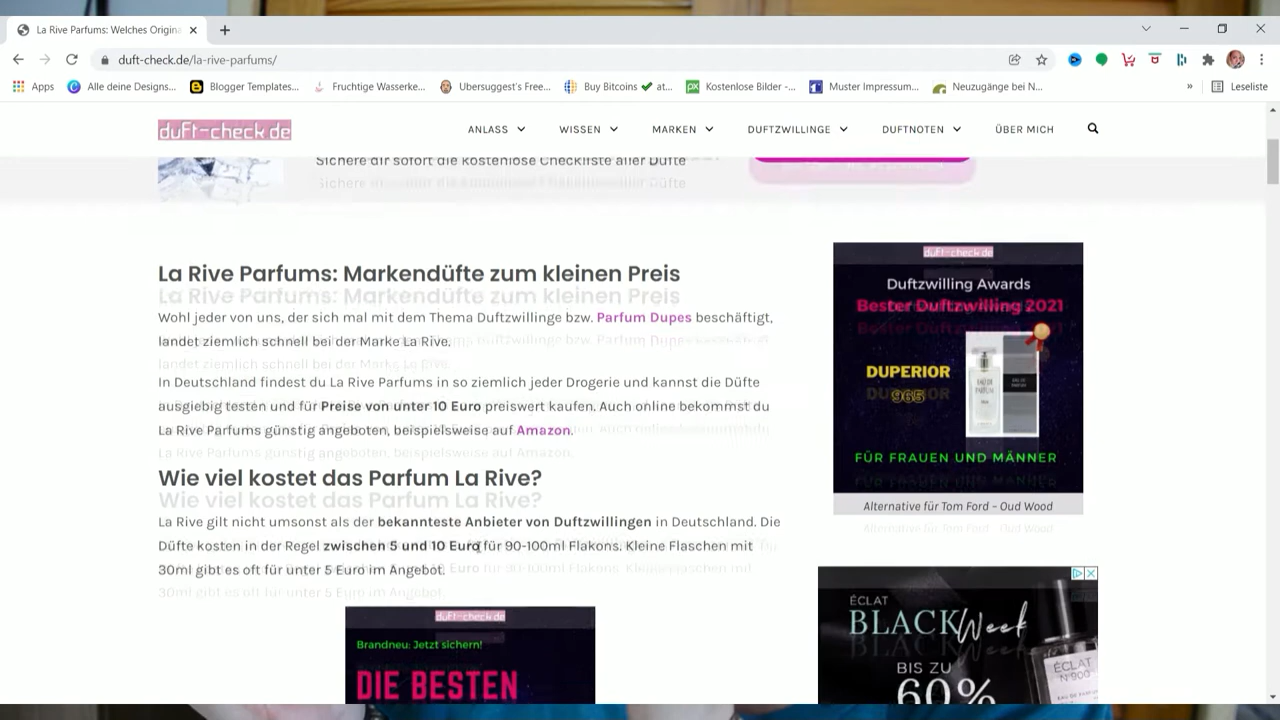 La Rive Parfums: Welches Origin
duft-check.de/la-rive-parfums/
Apps
Alle deine Designs...
Blogger Templates...
Fruchtige Wasserke...
Ubersuggest's Free...
Buy Bitcoins ✔ at...
Kostenlose Bilder -...
Muster Impressum...
Neuzugänge bei N...
»
Leseliste
duft-check.de
ANLASS
WISSEN
MARKEN
DUFTZWILLINGE
DUFTNOTEN
ÜBER MICH
Sichere dir sofort die kostenlose Checkliste aller Düfte
La Rive Parfums: Markendüfte zum kleinen Preis
Wohl jeder von uns, der sich mal mit dem Thema Duftzwillinge bzw. Parfum Dupes beschäftigt,
landet ziemlich schnell bei der Marke La Rive.
In Deutschland findest du La Rive Parfums in so ziemlich jeder Drogerie und kannst die Düfte
ausgiebig testen und für Preise von unter 10 Euro preiswert kaufen. Auch online bekommst du
La Rive Parfums günstig angeboten, beispielsweise auf Amazon.
Wie viel kostet das Parfum La Rive?
La Rive gilt nicht umsonst als der bekannteste Anbieter von Duftzwillingen in Deutschland. Die
Düfte kosten in der Regel zwischen 5 und 10 Euro für 90-100ml Flakons. Kleine Flaschen mit
30ml gibt es oft für unter 5 Euro im Angebot.
duft-check.de
Brandneu: Jetzt sichern!
DIE BESTEN
duft-check.de
Duftzwilling Awards
Bester Duftzwilling 2021
DUPERIOR
965
FÜR FRAUEN UND MÄNNER
Alternative für Tom Ford – Oud Wood
ÉCLAT
BLACK Week
BIS ZU
60%
ÉCLAT
N°900